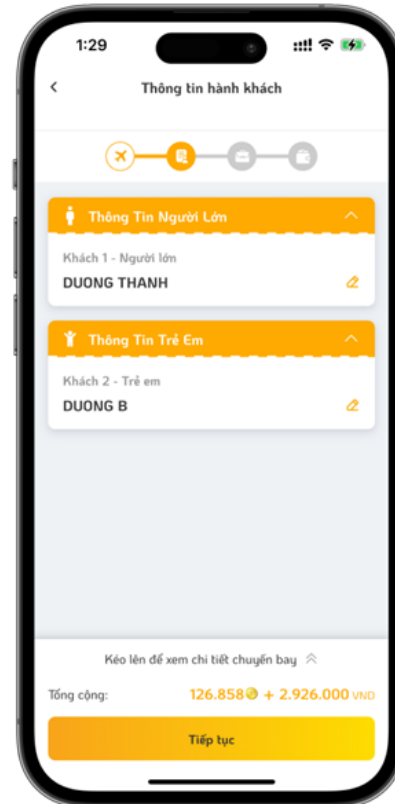 1:29
Thông tin hành khách
Thông Tin Người Lớn
Khách 1 - Người lớn
DUONG THANH
Thông Tin Trẻ Em
Khách 2 - Trẻ em
DUONG B
Kéo lên để xem chi tiết chuyến bay
Tổng cộng: 126.858 + 2.926.000 VND
Tiếp tục